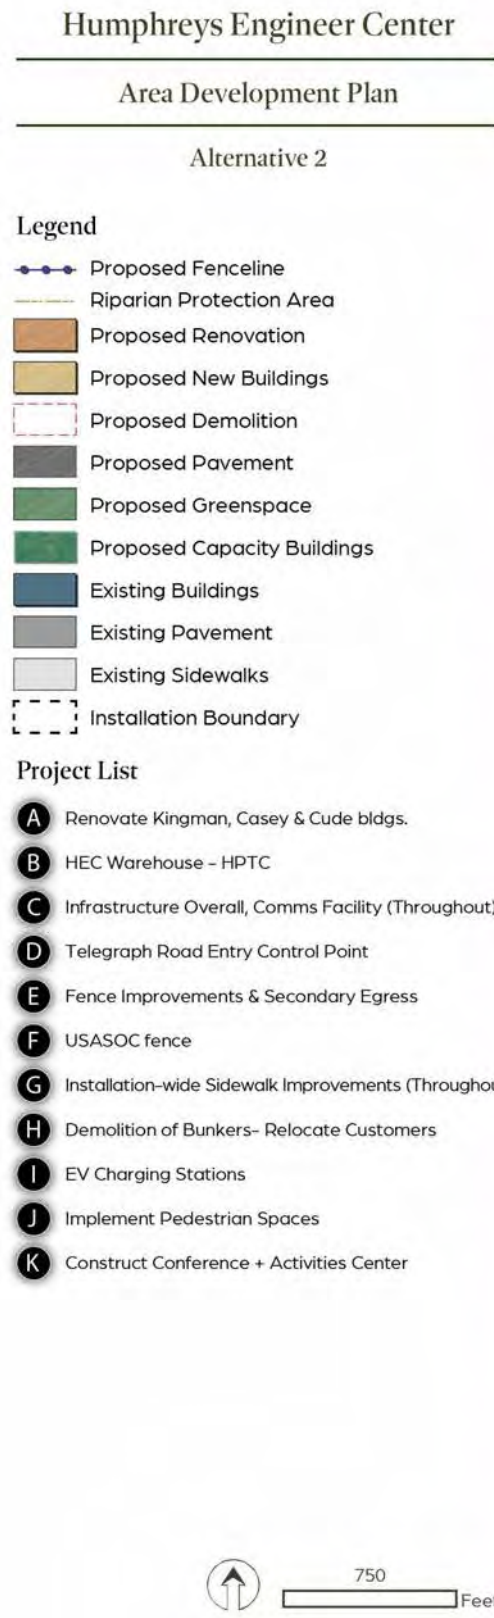 Humphreys Engineer Center
Area Development Plan
Alternative 2
Legend
Proposed Fenceline
Riparian Protection Area
Proposed Renovation
Proposed New Buildings
Proposed Demolition
Proposed Pavement
Proposed Greenspace
Proposed Capacity Buildings
Existing Buildings
Existing Pavement
Existing Sidewalks
Installation Boundary
Project List
A Renovate Kingman, Casey & Cude bldgs.
B HEC Warehouse - HPTC
C Infrastructure Overall, Comms Facility (Throughout)
D Telegraph Road Entry Control Point
E Fence Improvements & Secondary Egress
F USASOC fence
G Installation-wide Sidewalk Improvements (Throughou
H Demolition of Bunkers- Relocate Customers
I EV Charging Stations
J Implement Pedestrian Spaces
K Construct Conference + Activities Center
750
Feet